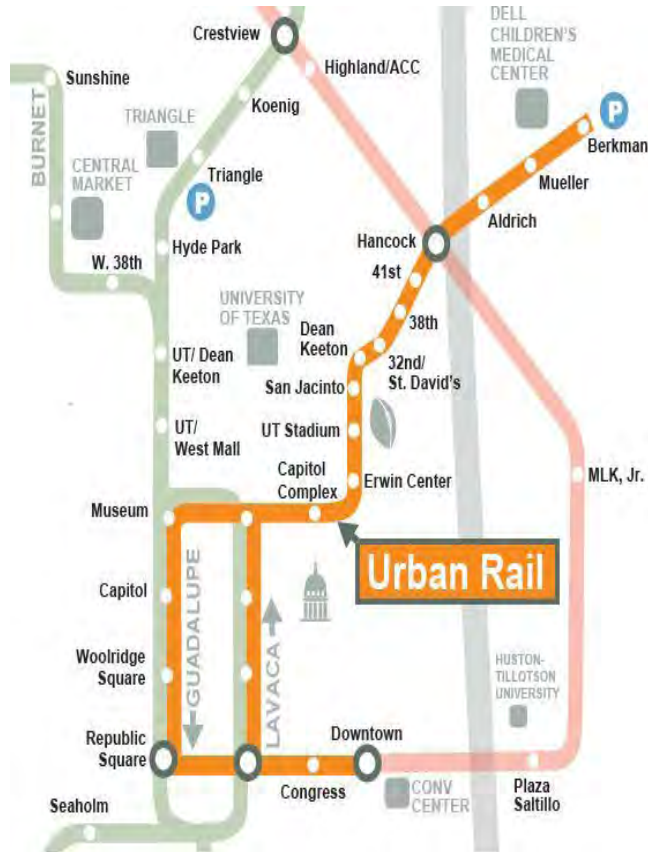 DELL
CHILDREN'S
MEDICAL
CENTER
Crestview
Highland/ACC
Sunshine
P
Koenig
TRIANGLE
Berkman
BURNET
CENTRAL
MARKET
Triangle
Mueller
P
Aldrich
Hancock
Hyde Park
W. 38th
41st
UNIVERSITY
OF TEXAS
38th
Dean
Keeton
UT/ Dean
Keeton
32nd/
St. David's
San Jacinto
UT/
West Mall
UT Stadium
Capitol
Complex
Erwin Center
MLK, Jr.
Museum
Urban Rail
Capitol
GUADALUPE
LAVACA
Woolridge
Square
HUSTON-
TILLOTSON
UNIVERSITY
Republic
Square
Downtown
Congress
CONV
CENTER
Plaza
Saltillo
Seaholm